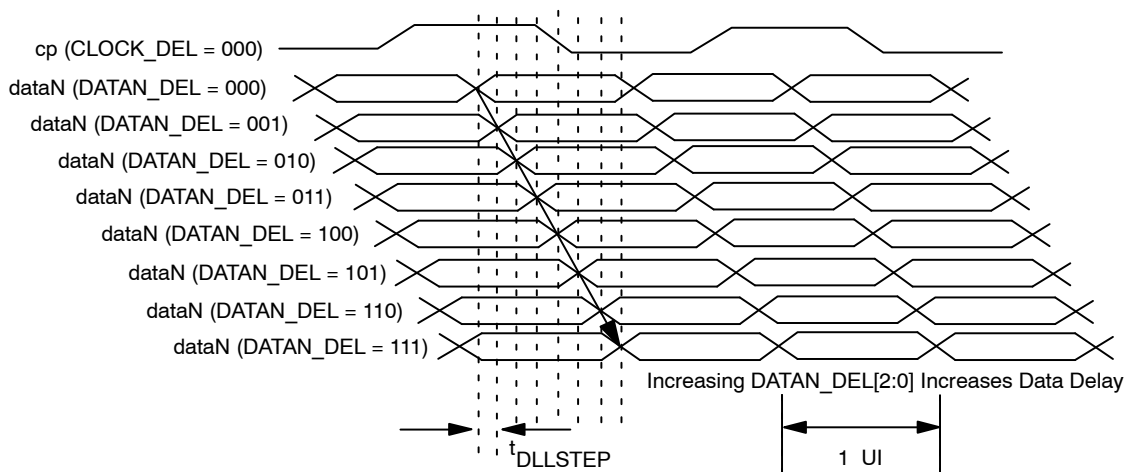 cp (CLOCK_DEL = 000)
dataN (DATAN_DEL = 000)
dataN (DATAN_DEL = 001)
dataN (DATAN_DEL = 010)
dataN (DATAN_DEL = 011)
dataN (DATAN_DEL = 100)
dataN (DATAN_DEL = 101)
dataN (DATAN_DEL = 110)
dataN (DATAN_DEL = 111)
Increasing DATAN_DEL[2:0] Increases Data Delay
tDLLSTEP
1 UI